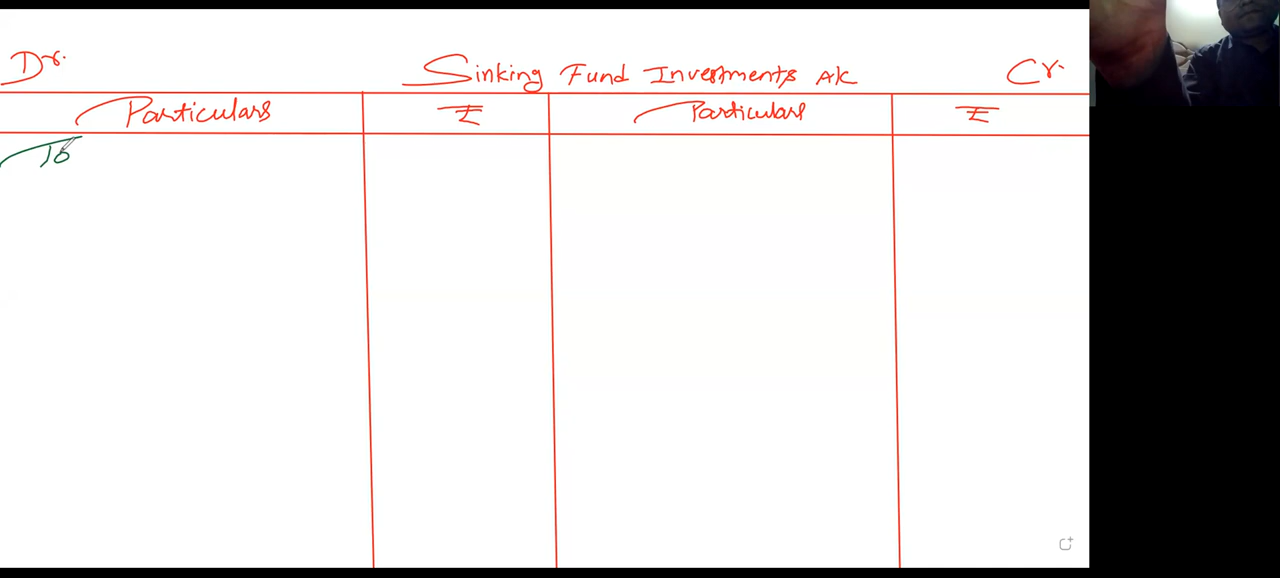 Dr. Sinking Fund Investments A/c Cr.
Particulars ₹ Particulars ₹
To